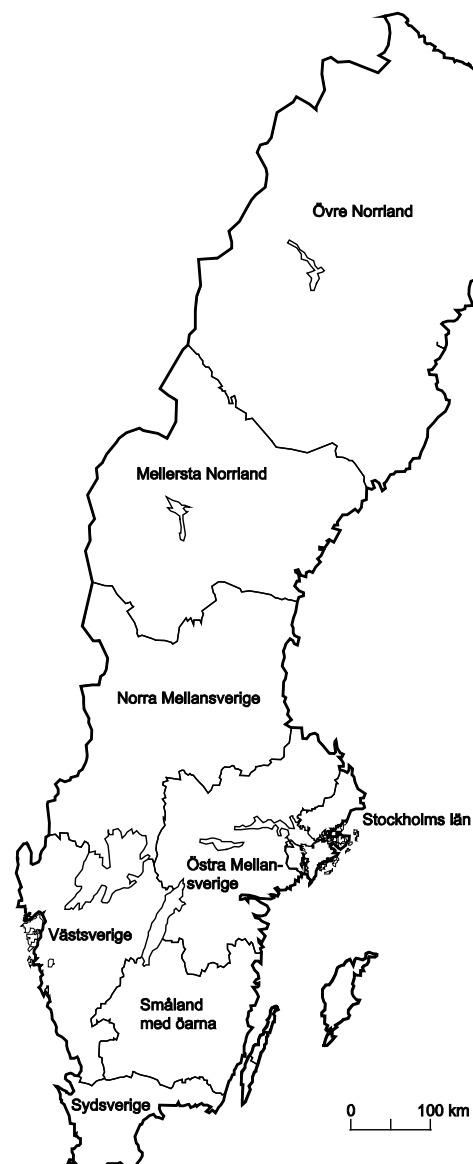 Övre Norrland
Mellersta Norrland
Norra Mellansverige
Stockholms län
Östra Mellan-
sverige
Västsverige
Småland
med öarna
Sydsverige
0 100 km